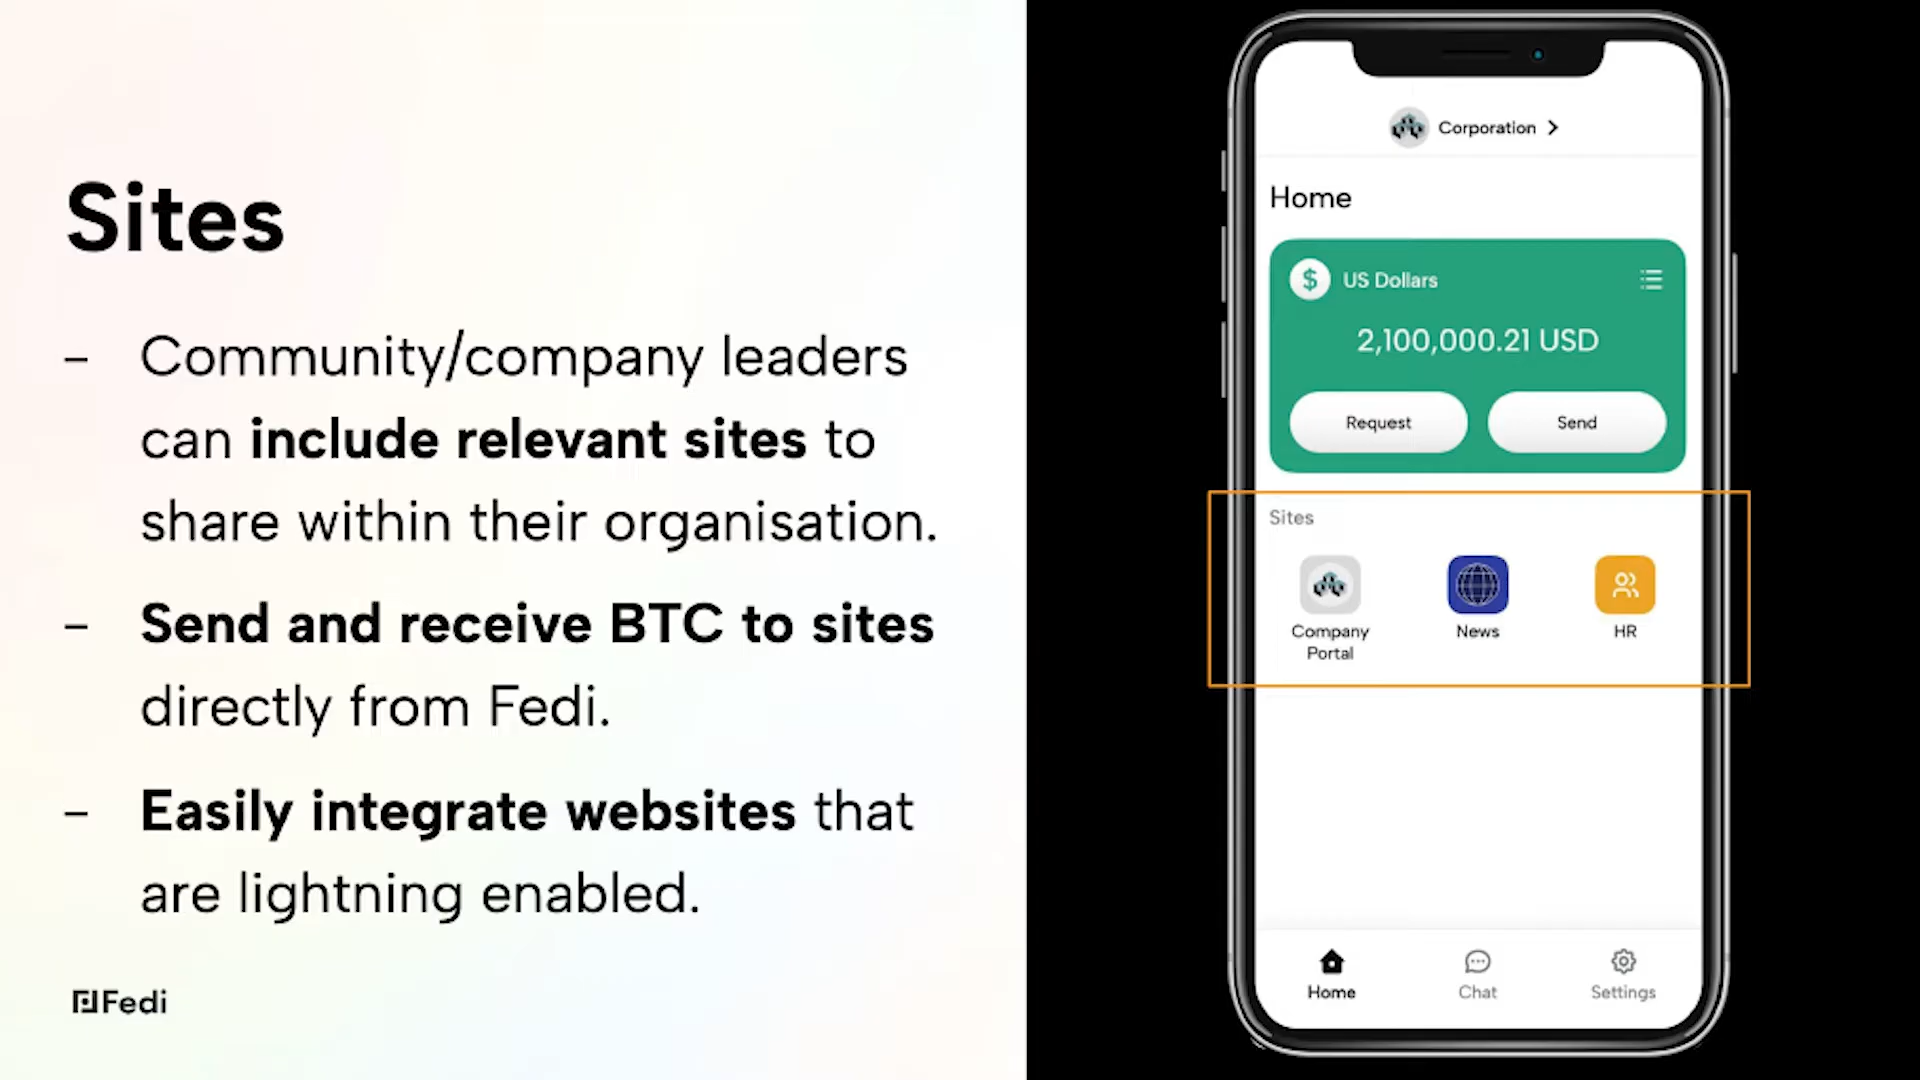 Sites
– Community/company leaders
can include relevant sites to
share within their organisation.
– Send and receive BTC to sites
directly from Fedi.
– Easily integrate websites that
are lightning enabled.
Fedi
Corporation
Home
$ US Dollars
2,100,000.21 USD
Request Send
Sites
Company
Portal
News
HR
Home Chat Settings